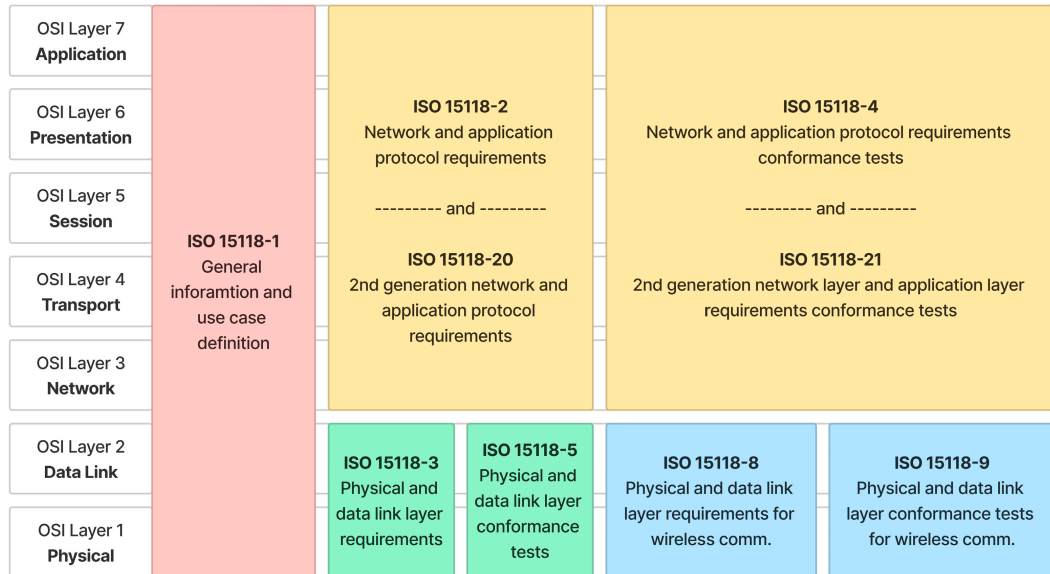 OSI Layer 7
Application
OSI Layer 6
Presentation
OSI Layer 5
Session
OSI Layer 4
Transport
OSI Layer 3
Network
OSI Layer 2
Data Link
OSI Layer 1
Physical
ISO 15118-1
General
inforamtion and
use case
definition
ISO 15118-2
Network and application
protocol requirements
--------- and ---------
ISO 15118-20
2nd generation network and
application protocol
requirements
ISO 15118-4
Network and application protocol requirements
conformance tests
--------- and ---------
ISO 15118-21
2nd generation network layer and application layer
requirements conformance tests
ISO 15118-3
Physical and
data link layer
requirements
ISO 15118-5
Physical and
data link layer
conformance
tests
ISO 15118-8
Physical and data link
layer requirements for
wireless comm.
ISO 15118-9
Physical and data link
layer conformance tests
for wireless comm.